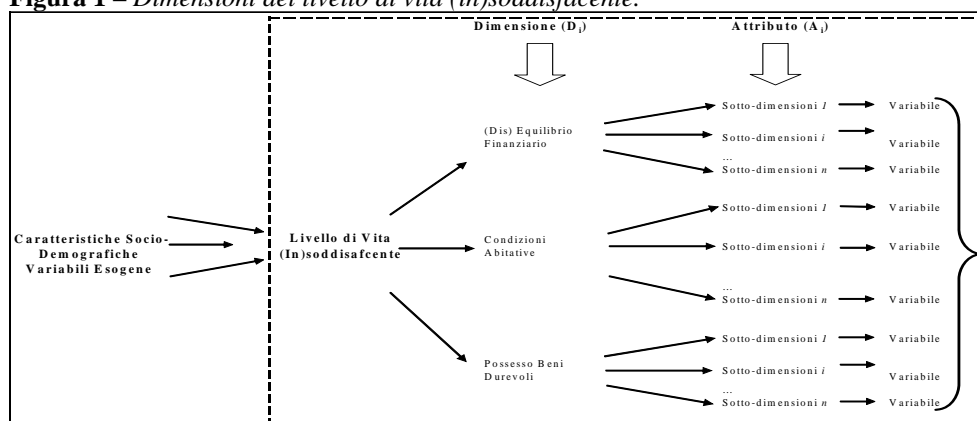 Figura 1 – Dimensioni del livello di vita (in)soddisfacente.
Dimensione (Di)
Attributo (Ai)
Sotto-dimensioni 1
Variabile
(Dis) Equilibrio
Finanziario
Sotto-dimensioni i
Variabile
...
Sotto-dimensioni n
Variabile
Caratteristiche Socio-
Demografiche
Variabili Esogene
Livello di Vita
(In)soddisafcente
Condizioni
Abitative
Sotto-dimensioni 1
Variabile
Sotto-dimensioni i
Variabile
...
Sotto-dimensioni n
Variabile
Possesso Beni
Durevoli
Sotto-dimensioni 1
Variabile
Sotto-dimensioni i
Variabile
...
Sotto-dimensioni n
Variabile